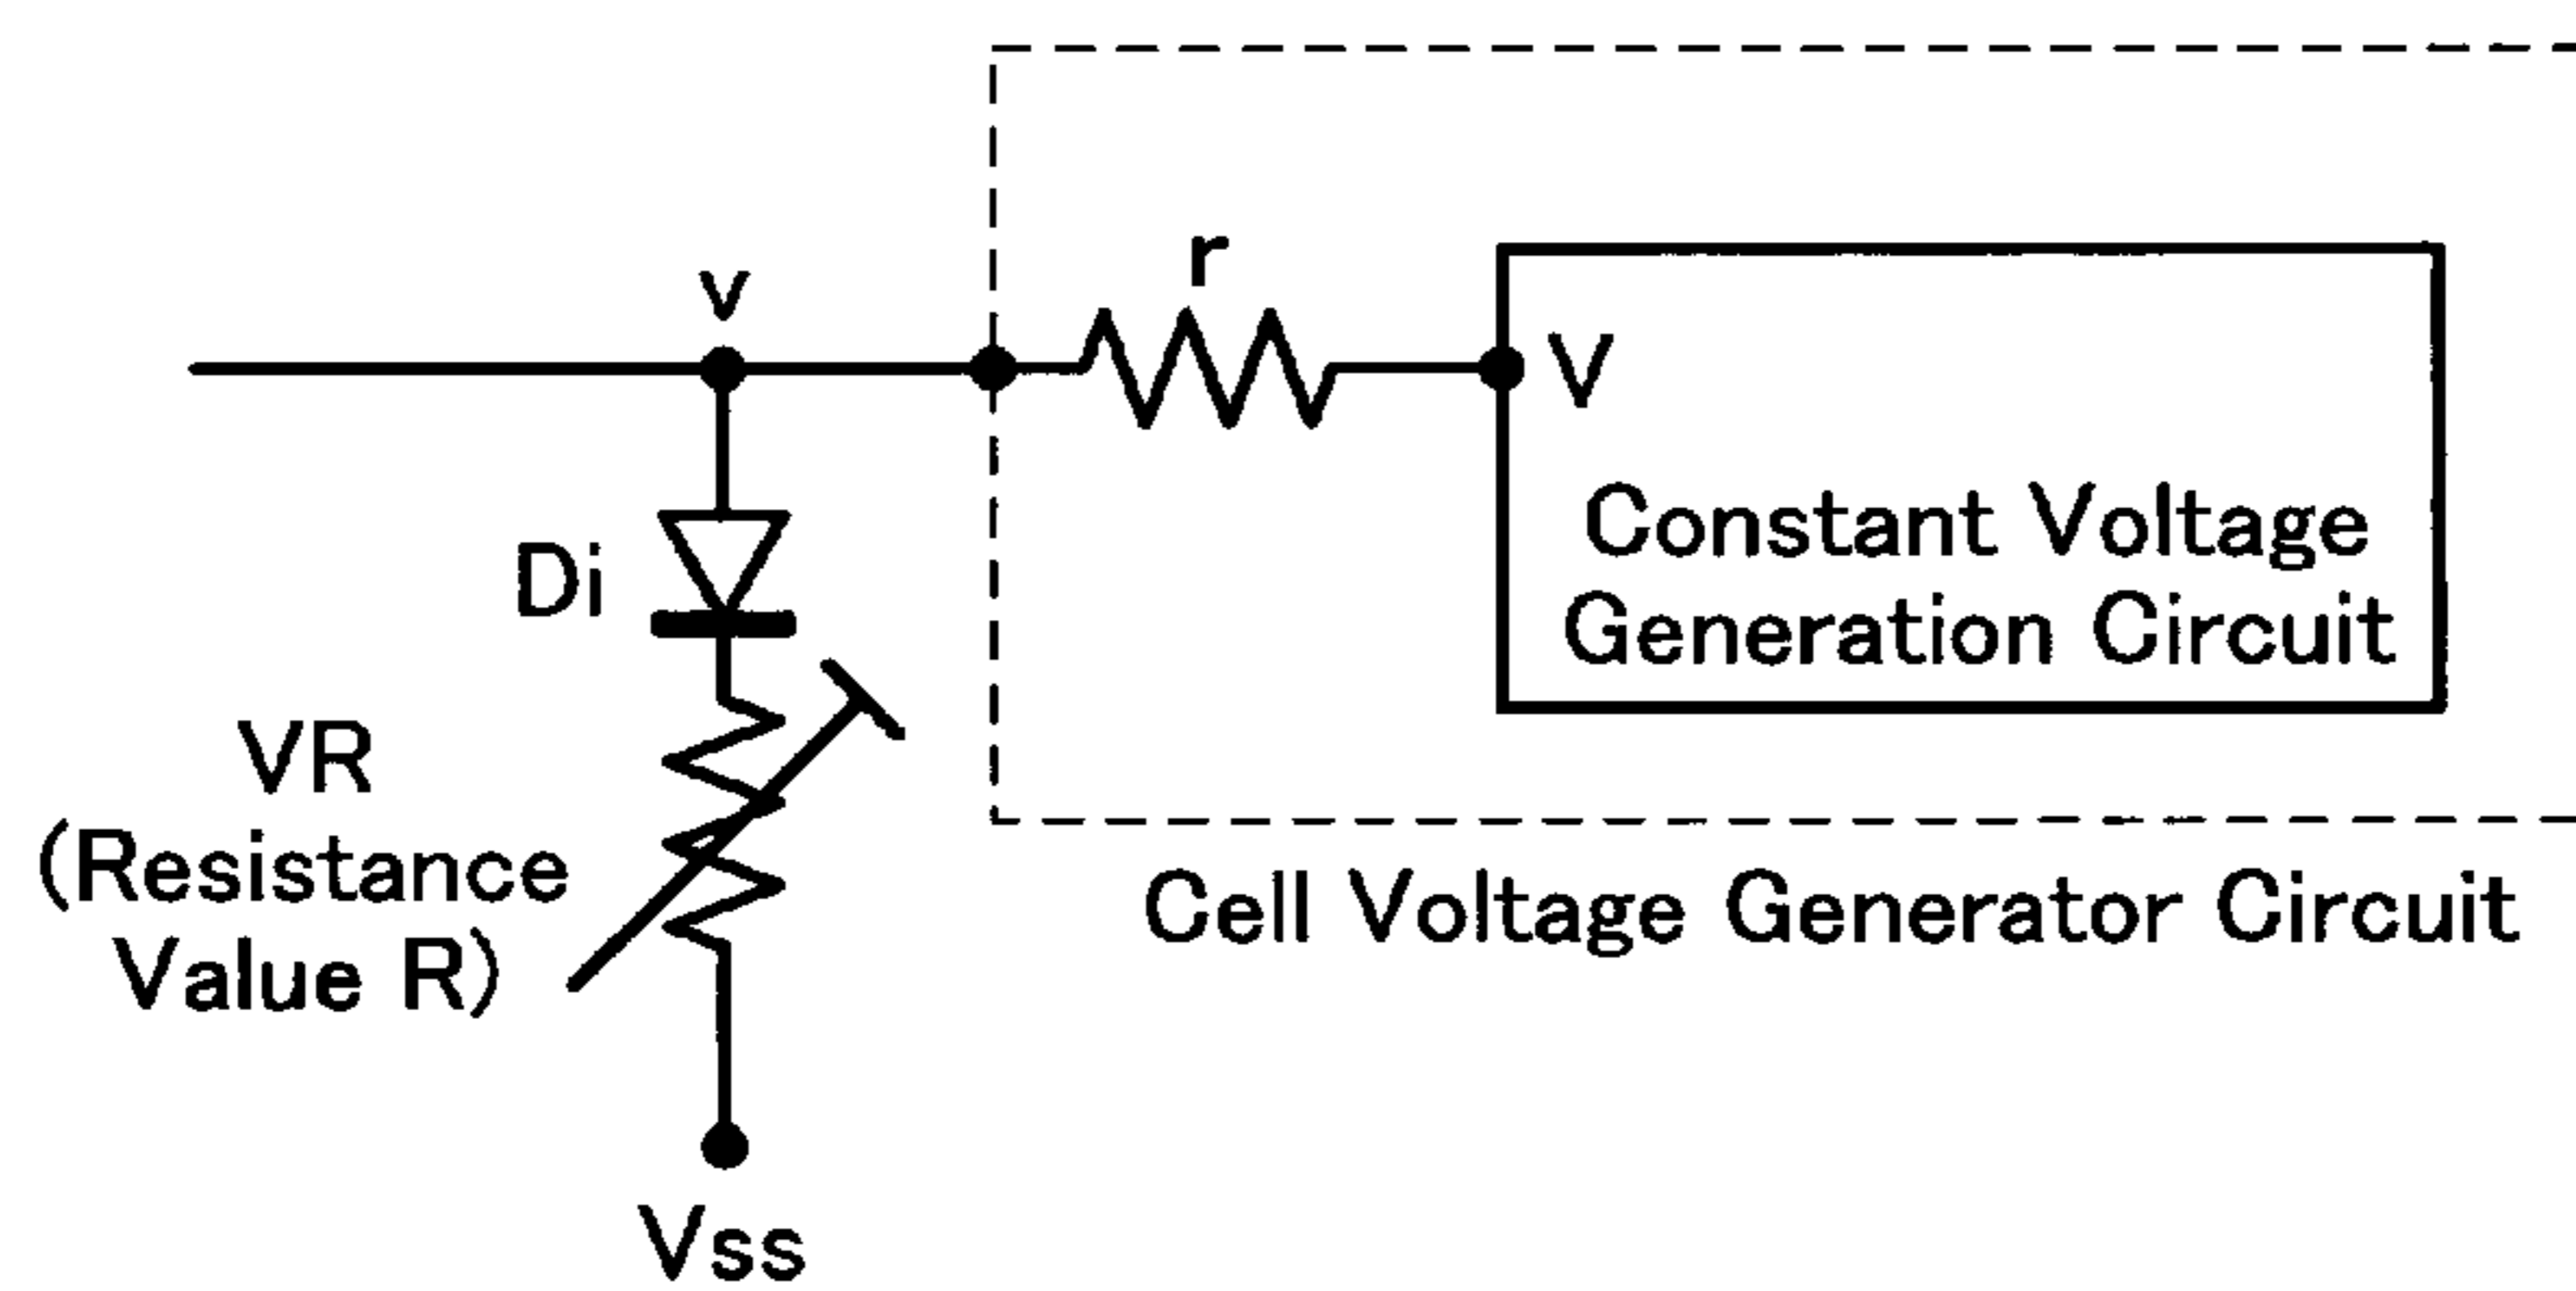 r
v
V
Constant Voltage
Generation Circuit
Di
VR
(Resistance
Value R)
Cell Voltage Generator Circuit
Vss